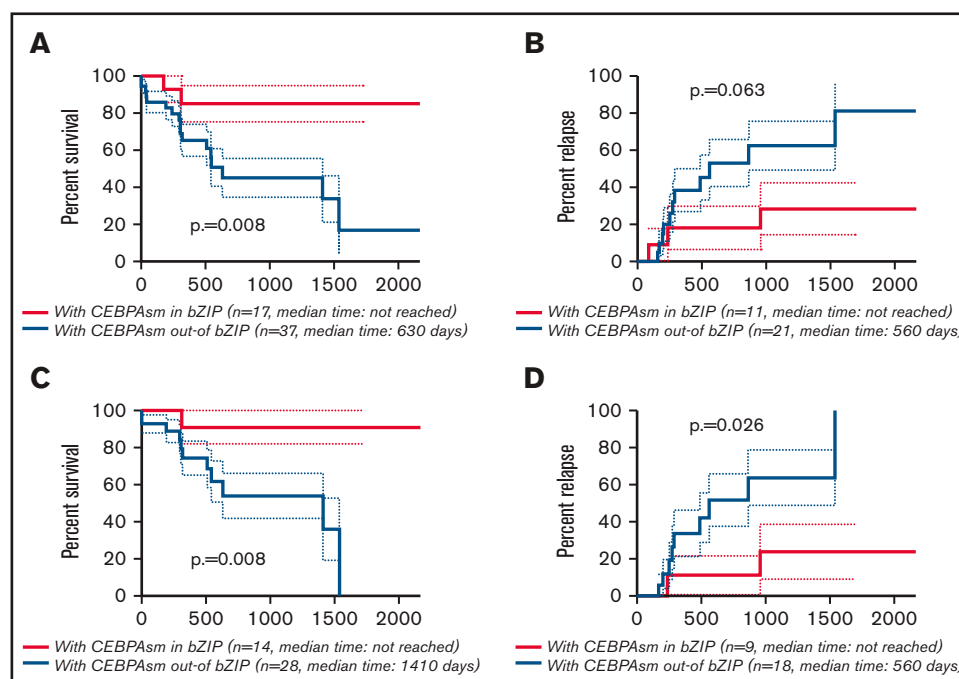 A
Percent survival
100
80
60
40
20
0
p.=0.008
0 500 1000 1500 2000
With CEBPAsm in bZIP (n=17, median time: not reached)
With CEBPAsm out-of bZIP (n=37, median time: 630 days)
B
Percent relapse
100
80
60
40
20
0
p.=0.063
0 500 1000 1500 2000
With CEBPAsm in bZIP (n=11, median time: not reached)
With CEBPAsm out-of bZIP (n=21, median time: 560 days)
C
Percent survival
100
80
60
40
20
0
p.=0.008
0 500 1000 1500 2000
With CEBPAsm in bZIP (n=14, median time: not reached)
With CEBPAsm out-of bZIP (n=28, median time: 1410 days)
D
Percent relapse
100
80
60
40
20
0
p.=0.026
0 500 1000 1500 2000
With CEBPAsm in bZIP (n=9, median time: not reached)
With CEBPAsm out-of bZIP (n=18, median time: 560 days)